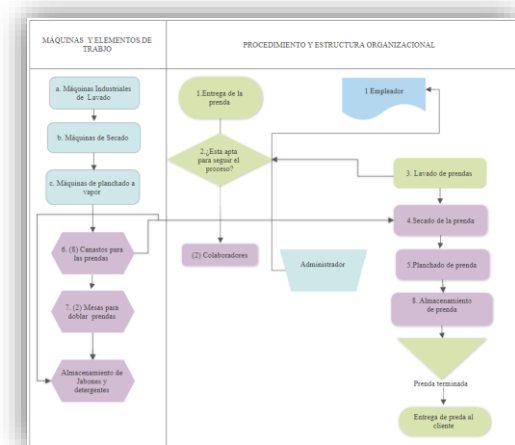 MÁQUINAS Y ELEMENTOS DE
TRABJO
PROCEDIMIENTO Y ESTRUCTURA ORGANIZACIONAL
a. Máquinas Industriales
de Lavado
b. Máquinas de Secado
c. Máquinas de planchado a
vapor
6. (8) Canastos para
las prendas
7. (2) Mesas para
doblar prendas
Almacenamiento de
Jabones y
detergentes
1.Entrega de la
prenda
2.¿Esta apta
para seguir el
proceso?
(2) Colaboradores
1 Empleador
Administrador
3. Lavado de prendas
4.Secado de la prenda
5.Planchado de prenda
8. Almacenamiento
de prenda
Prenda terminada
Entrega de preda al
cliente